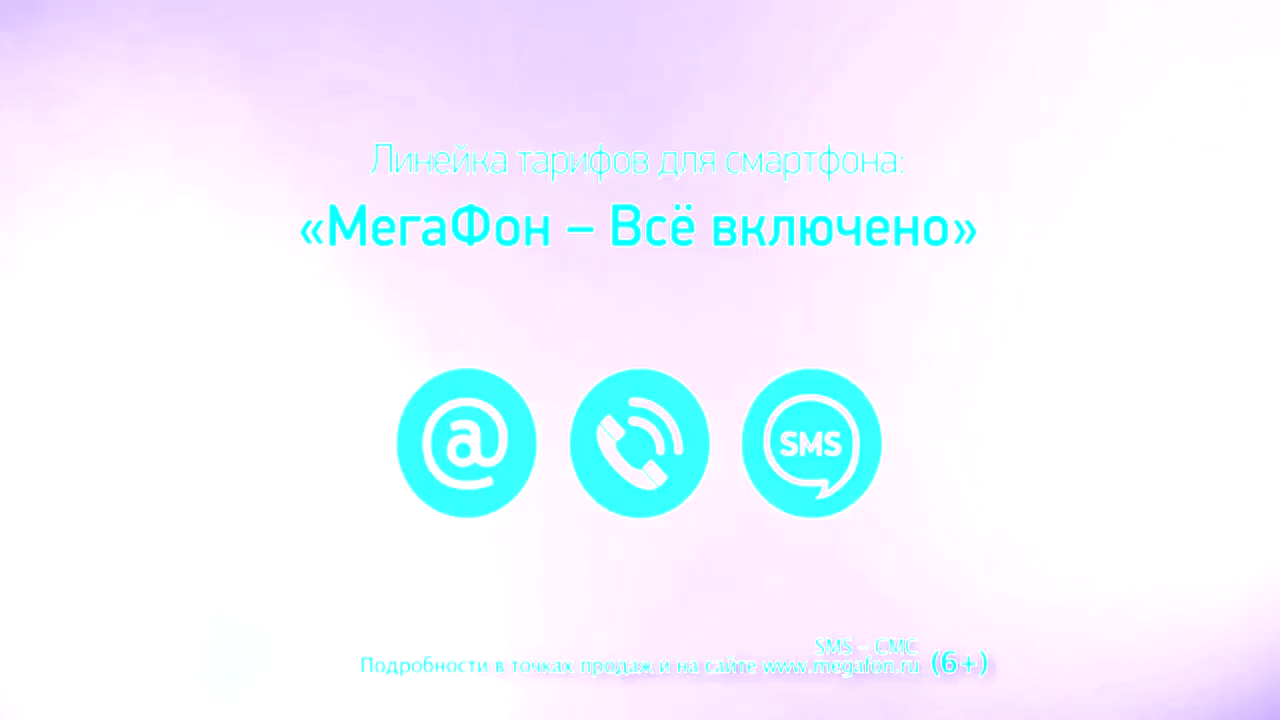 Линейка тарифов для смартфона:
«МегаФон – Всё включено»
@
SMS
SMS – СМС
Подробности в точках продаж и на сайте www.megafon.ru (6+)